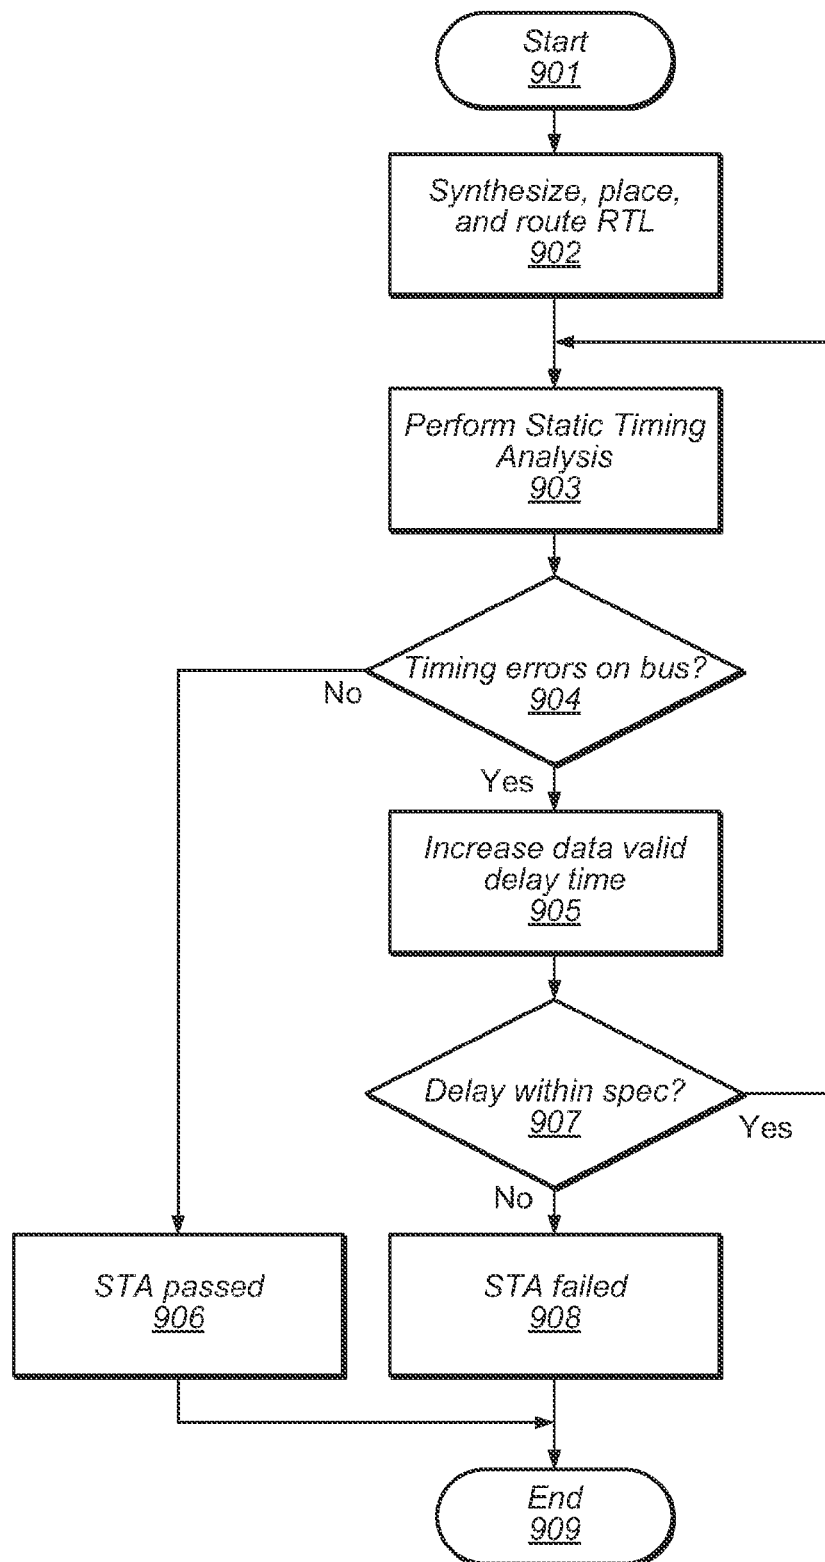 Start
901
Synthesize, place,
and route RTL
902
Perform Static Timing
Analysis
903
Timing errors on bus?
904
No
Yes
Increase data valid
delay time
905
Delay within spec?
907
Yes
No
STA passed
906
STA failed
908
End
909